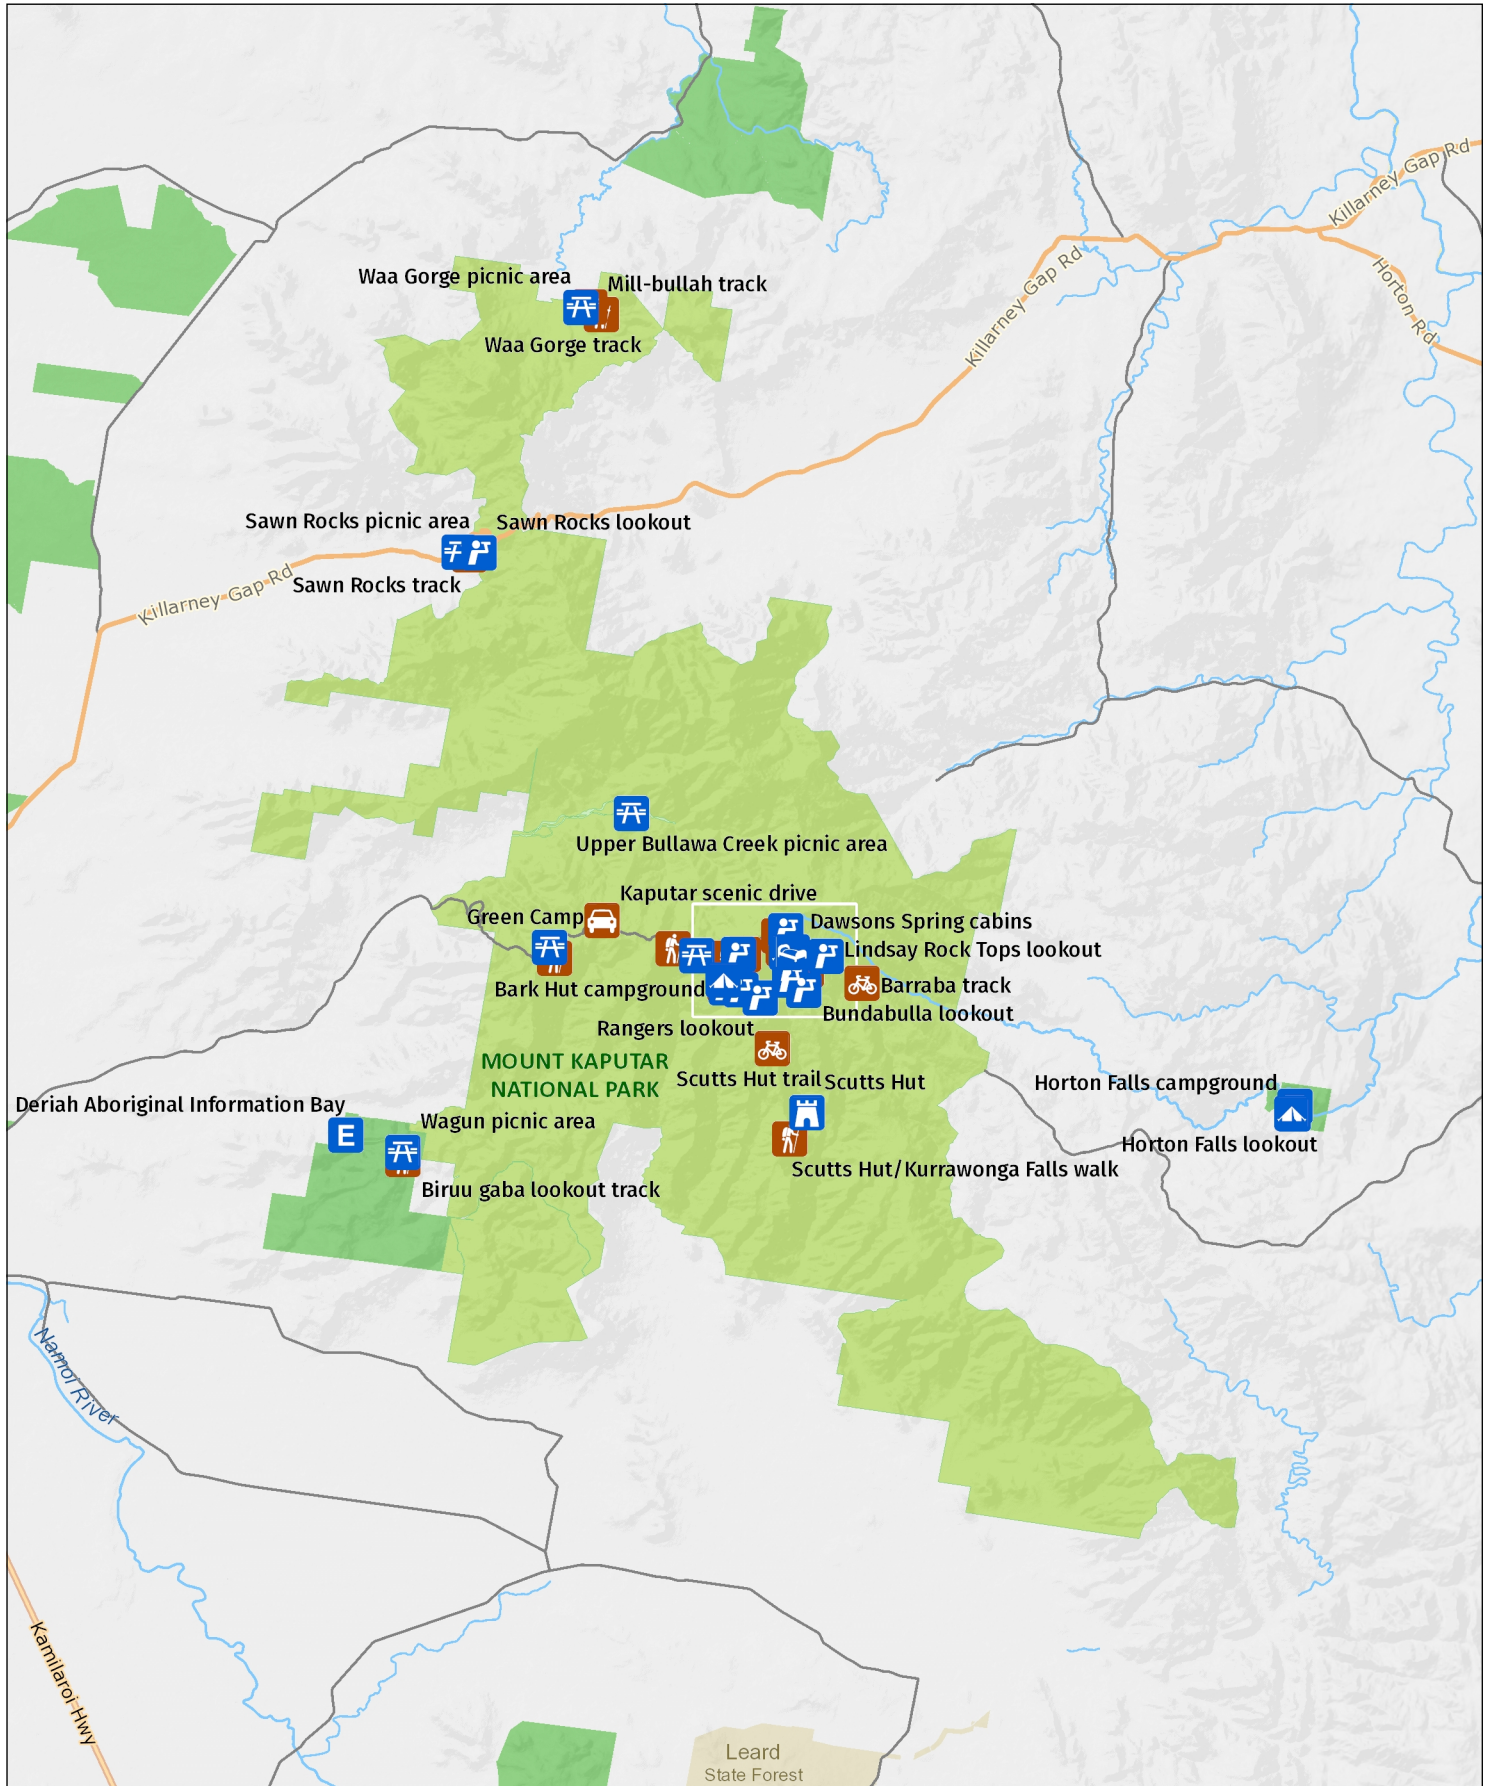 Killarney Gap Rd
Horton Rd
Waa Gorge picnic area
Mill-bullah track
Waa Gorge track
Killarney Gap Rd
Sawn Rocks picnic area
Sawn Rocks lookout
Sawn Rocks track
Killarney Gap Rd
Upper Bullawa Creek picnic area
Kaputar scenic drive
Green Camp
Dawsons Spring cabins
Lindsay Rock Tops lookout
Bark Hut campground
Barraba track
Bundabulla lookout
Rangers lookout
MOUNT KAPUTAR
NATIONAL PARK
Scutts Hut trail
Scutts Hut
Horton Falls campground
Deriah Aboriginal Information Bay
E
Wagun picnic area
Horton Falls lookout
Scutts Hut/Kurrawonga Falls walk
Biruu gaba lookout track
Namoi River
Kamilaroi Hwy
Leard
State Forest